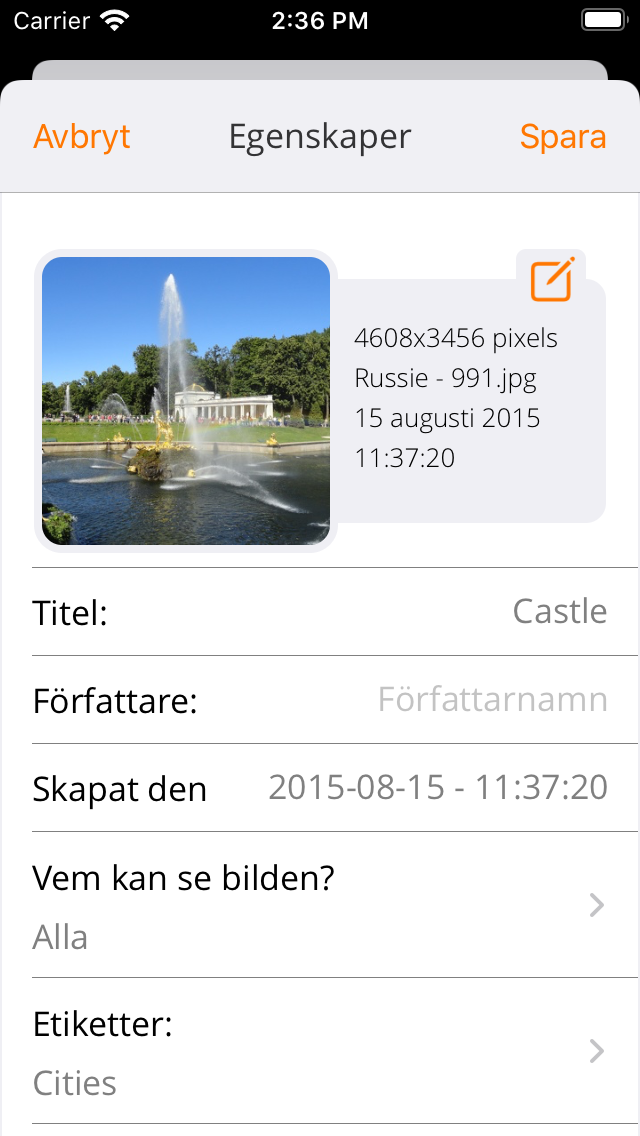 Carrier 2:36 PM
Avbryt Egenskaper Spara
4608x3456 pixels
Russie - 991.jpg
15 augusti 2015
11:37:20
Titel: Castle
Författare: Författarnamn
Skapat den 2015-08-15 - 11:37:20
Vem kan se bilden?
Alla
Etiketter:
Cities